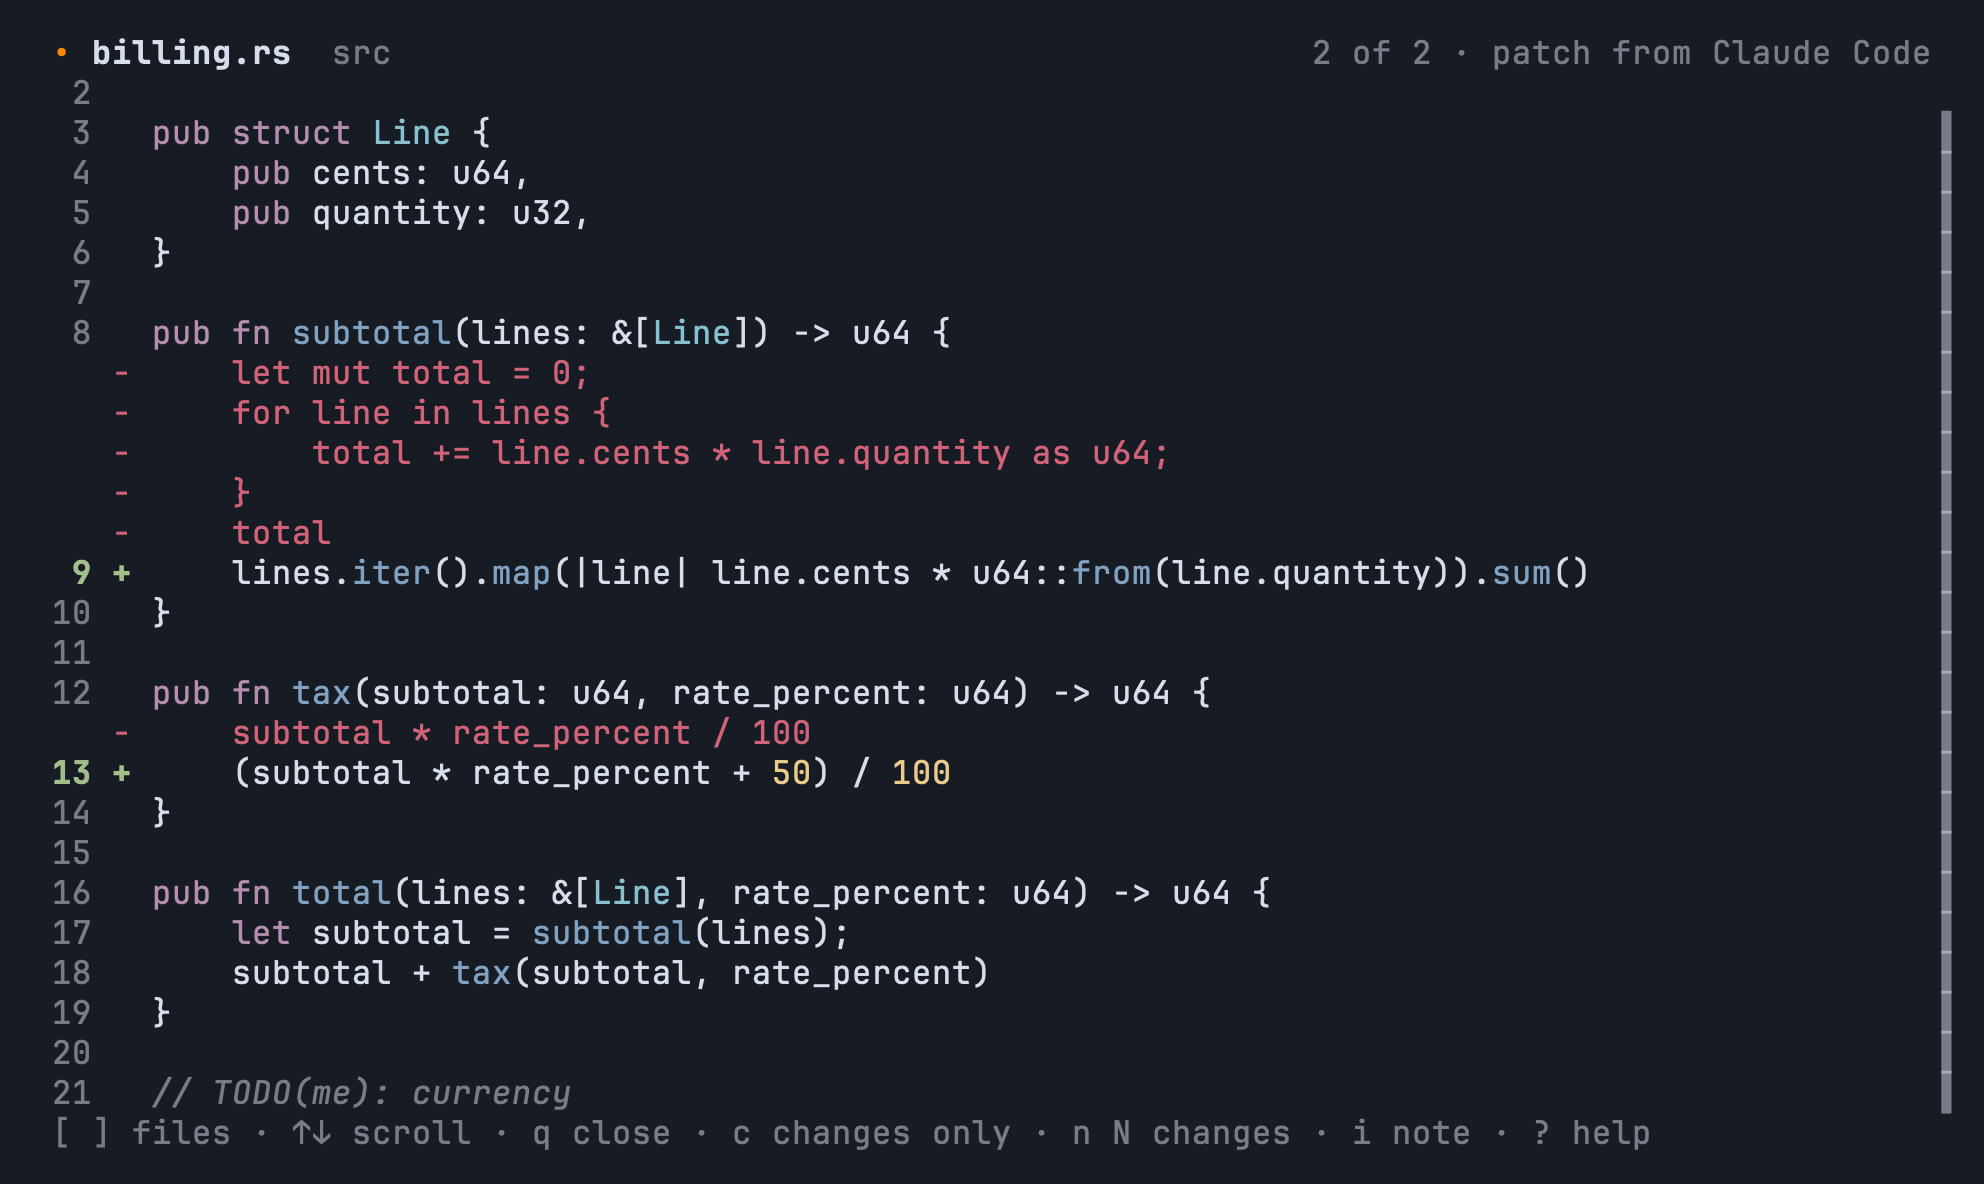 • billing.rs  src  2 of 2 · patch from Claude Code
2
3   pub struct Line {
4       pub cents: u64,
5       pub quantity: u32,
6   }
7
8   pub fn subtotal(lines: &[Line]) -> u64 {
  -     let mut total = 0;
  -     for line in lines {
  -         total += line.cents * line.quantity as u64;
  -     }
  -     total
9 +     lines.iter().map(|line| line.cents * u64::from(line.quantity)).sum()
10  }
11
12  pub fn tax(subtotal: u64, rate_percent: u64) -> u64 {
  -     subtotal * rate_percent / 100
13 +    (subtotal * rate_percent + 50) / 100
14  }
15
16  pub fn total(lines: &[Line], rate_percent: u64) -> u64 {
17      let subtotal = subtotal(lines);
18      subtotal + tax(subtotal, rate_percent)
19  }
20
21  // TODO(me): currency
[ ] files · ↑↓ scroll · q close · c changes only · n N changes · i note · ? help